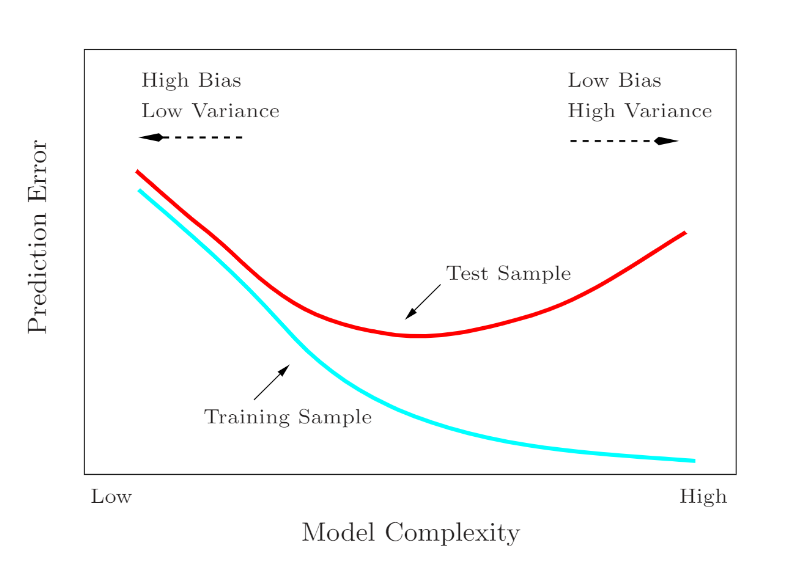 High Bias
Low Variance
Low Bias
High Variance
Prediction Error
Test Sample
Training Sample
Low
High
Model Complexity